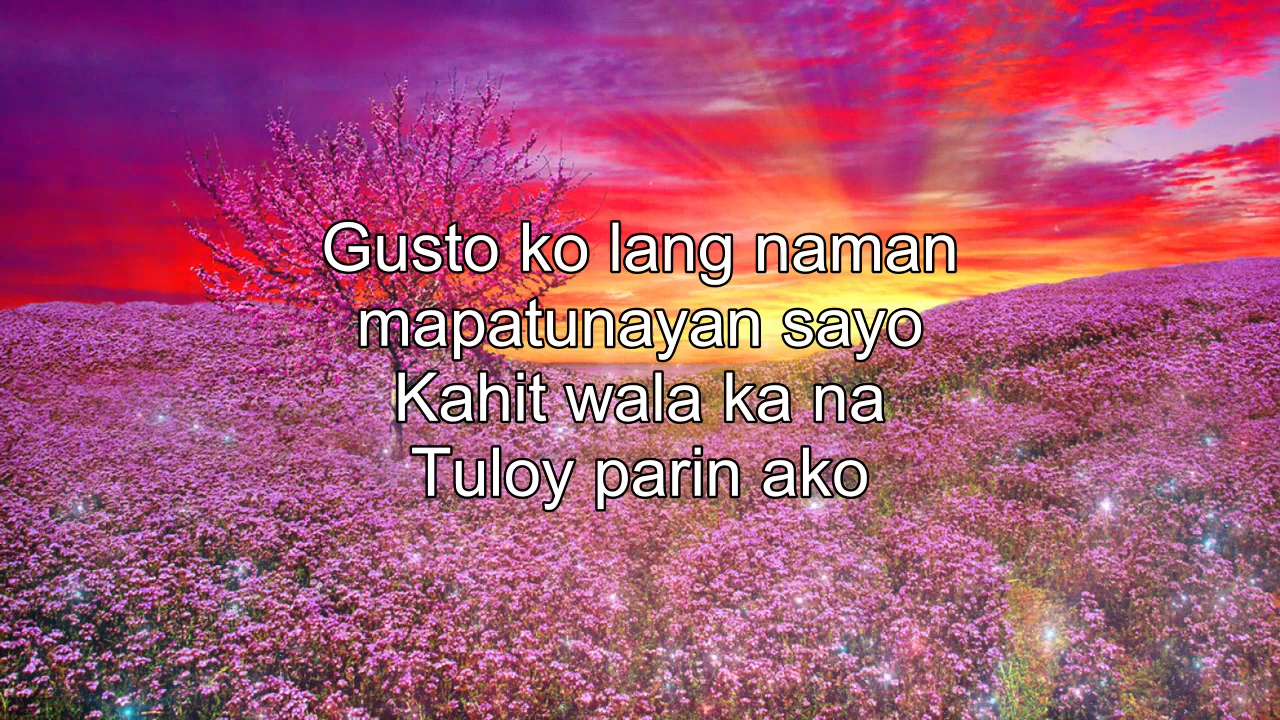 Gusto ko lang naman
mapatunayan sayo
Kahit wala ka na
Tuloy parin ako